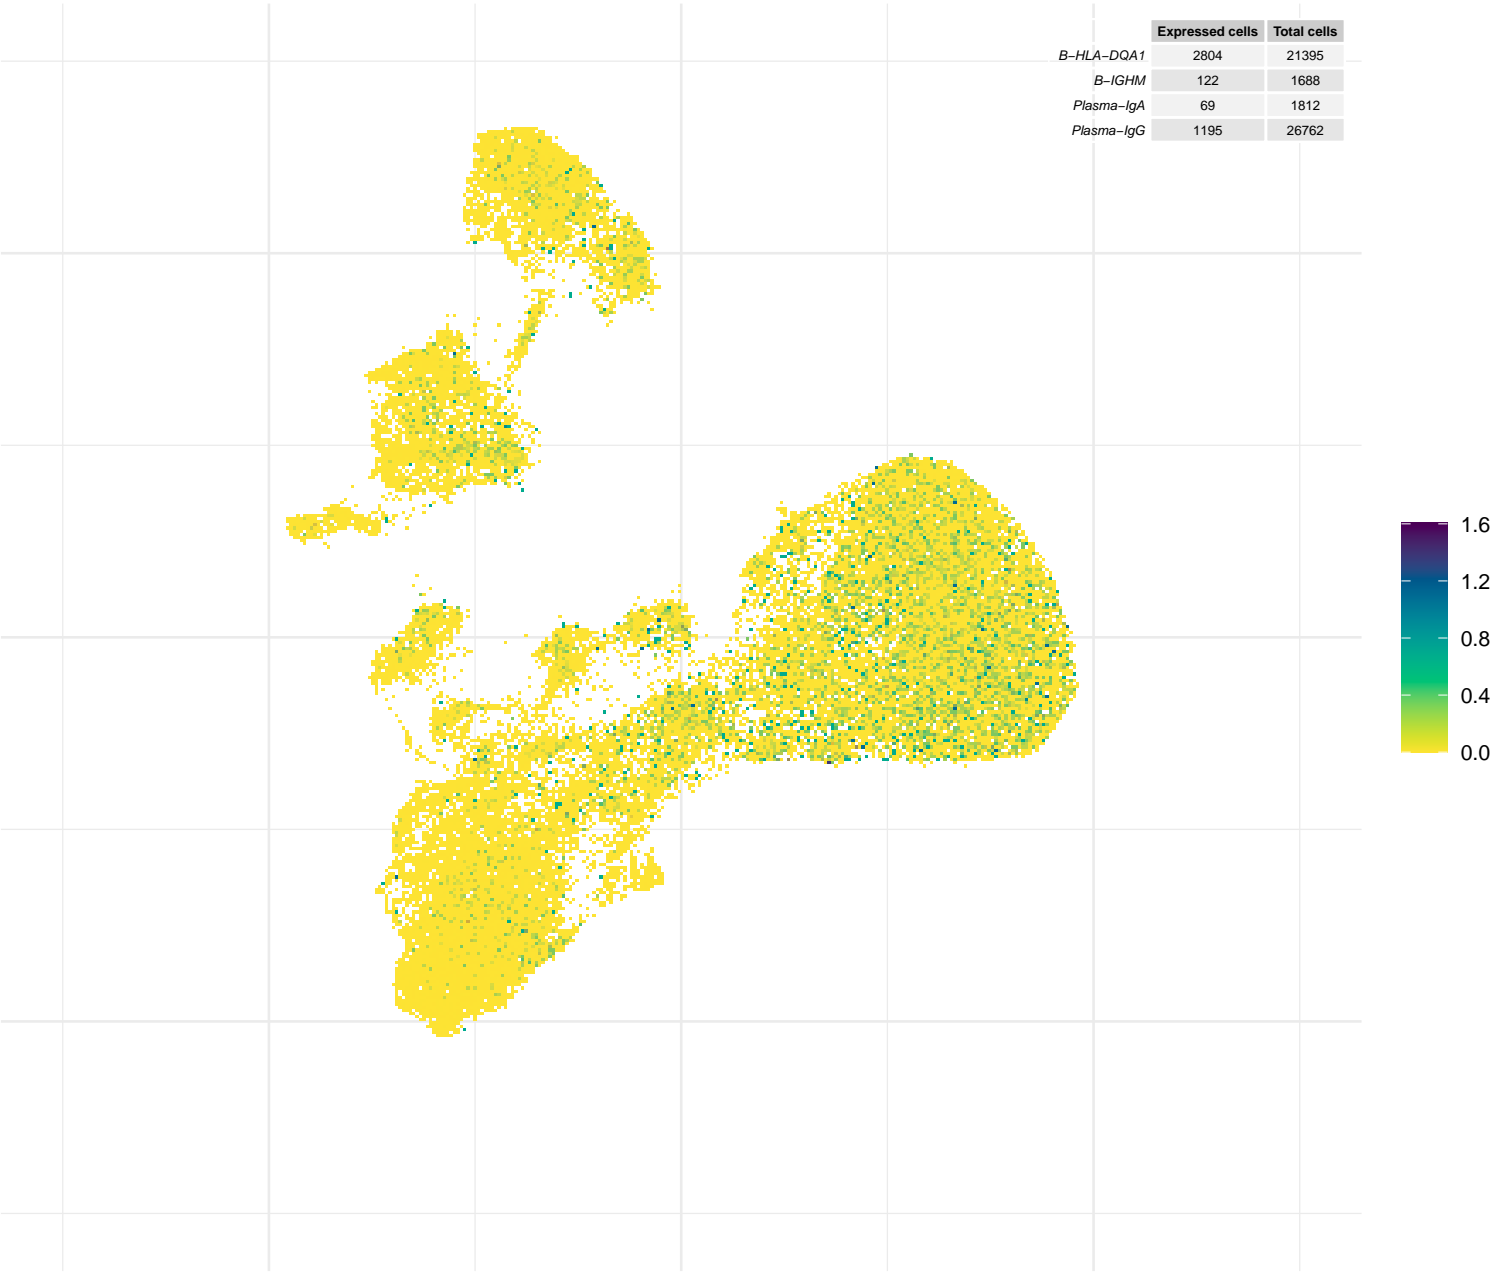 Expressed cells Total cells
B−HLA−DQA1 2804 21395
B−IGHM 122 1688
Plasma−IgA 69 1812
Plasma−IgG 1195 26762
1.6
1.2
0.8
0.4
0.0